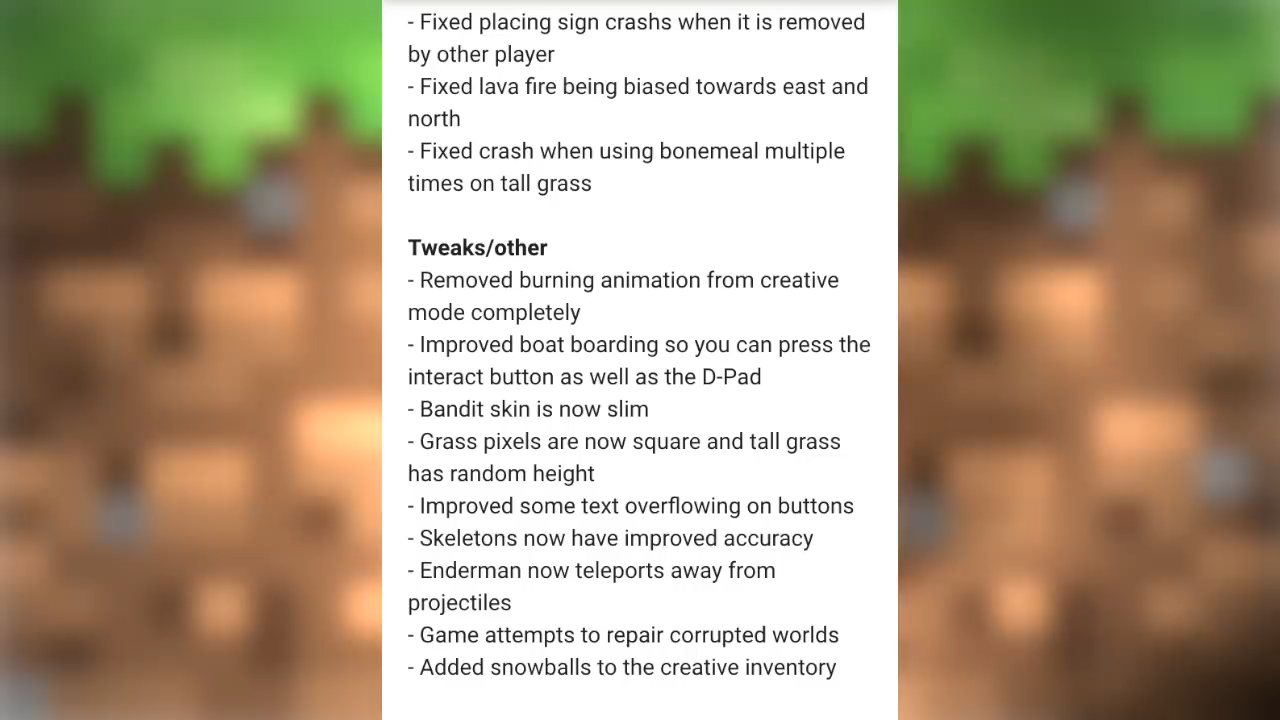 - Fixed placing sign crashs when it is removed
by other player
- Fixed lava fire being biased towards east and
north
- Fixed crash when using bonemeal multiple
times on tall grass
Tweaks/other
- Removed burning animation from creative
mode completely
- Improved boat boarding so you can press the
interact button as well as the D-Pad
- Bandit skin is now slim
- Grass pixels are now square and tall grass
has random height
- Improved some text overflowing on buttons
- Skeletons now have improved accuracy
- Enderman now teleports away from
projectiles
- Game attempts to repair corrupted worlds
- Added snowballs to the creative inventory